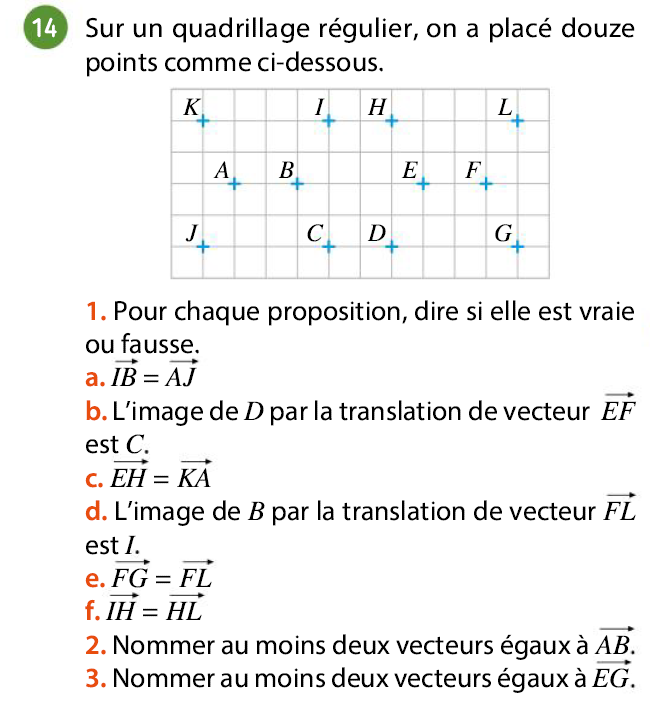 14 Sur un quadrillage régulier, on a placé douze
points comme ci-dessous.
K I H L
A B E F
J C D G
1. Pour chaque proposition, dire si elle est vraie
ou fausse.
a. $\overrightarrow{IB} = \overrightarrow{AJ}$
b. L’image de D par la translation de vecteur $\overrightarrow{EF}$
est C.
c. $\overrightarrow{EH} = \overrightarrow{KA}$
d. L’image de B par la translation de vecteur $\overrightarrow{FL}$
est I.
e. $\overrightarrow{FG} = \overrightarrow{FL}$
f. $\overrightarrow{IH} = \overrightarrow{HL}$
2. Nommer au moins deux vecteurs égaux à $\overrightarrow{AB}$.
3. Nommer au moins deux vecteurs égaux à $\overrightarrow{EG}$.